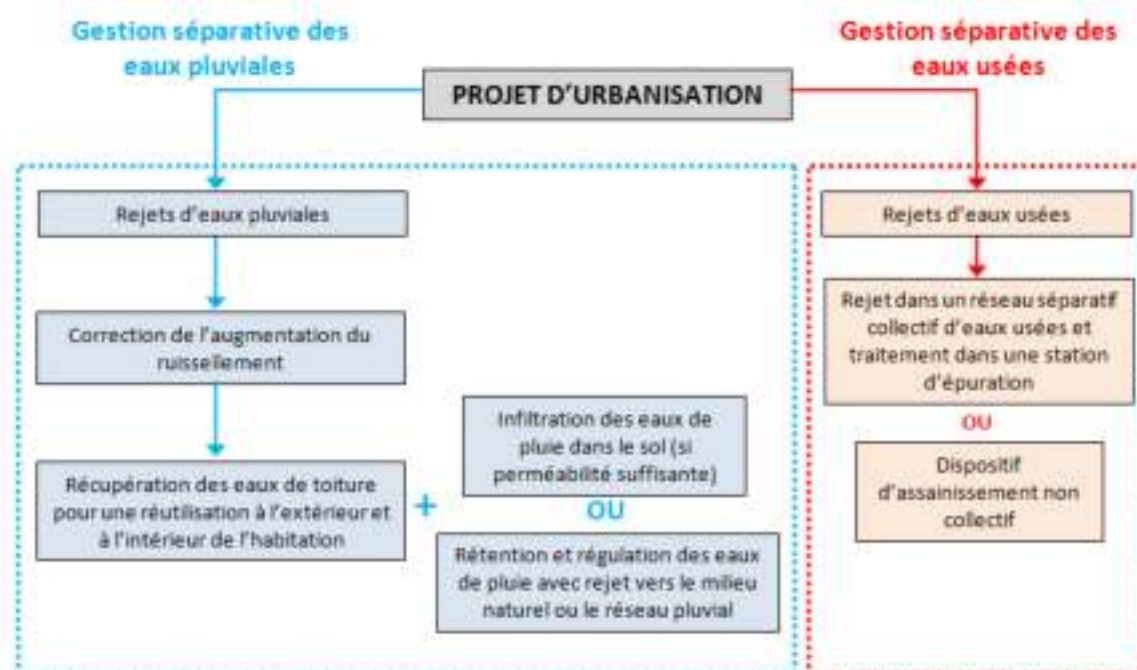 Gestion séparative des
eaux pluviales
Gestion séparative des
eaux usées
PROJET D'URBANISATION
Rejets d'eaux pluviales
Correction de l'augmentation du
ruissellement
Récupération des eaux de toiture
pour une réutilisation à l'extérieur et
à l'intérieur de l'habitation
+
Infiltration des eaux de
pluie dans le sol (si
perméabilité suffisante)
OU
Rétention et régulation des eaux
de pluie avec rejet vers le milieu
naturel ou le réseau pluvial
Rejets d'eaux usées
Rejet dans un réseau séparatif
collectif d'eaux usées et
traitement dans une station
d'épuration
OU
Dispositif
d'assainissement non
collectif